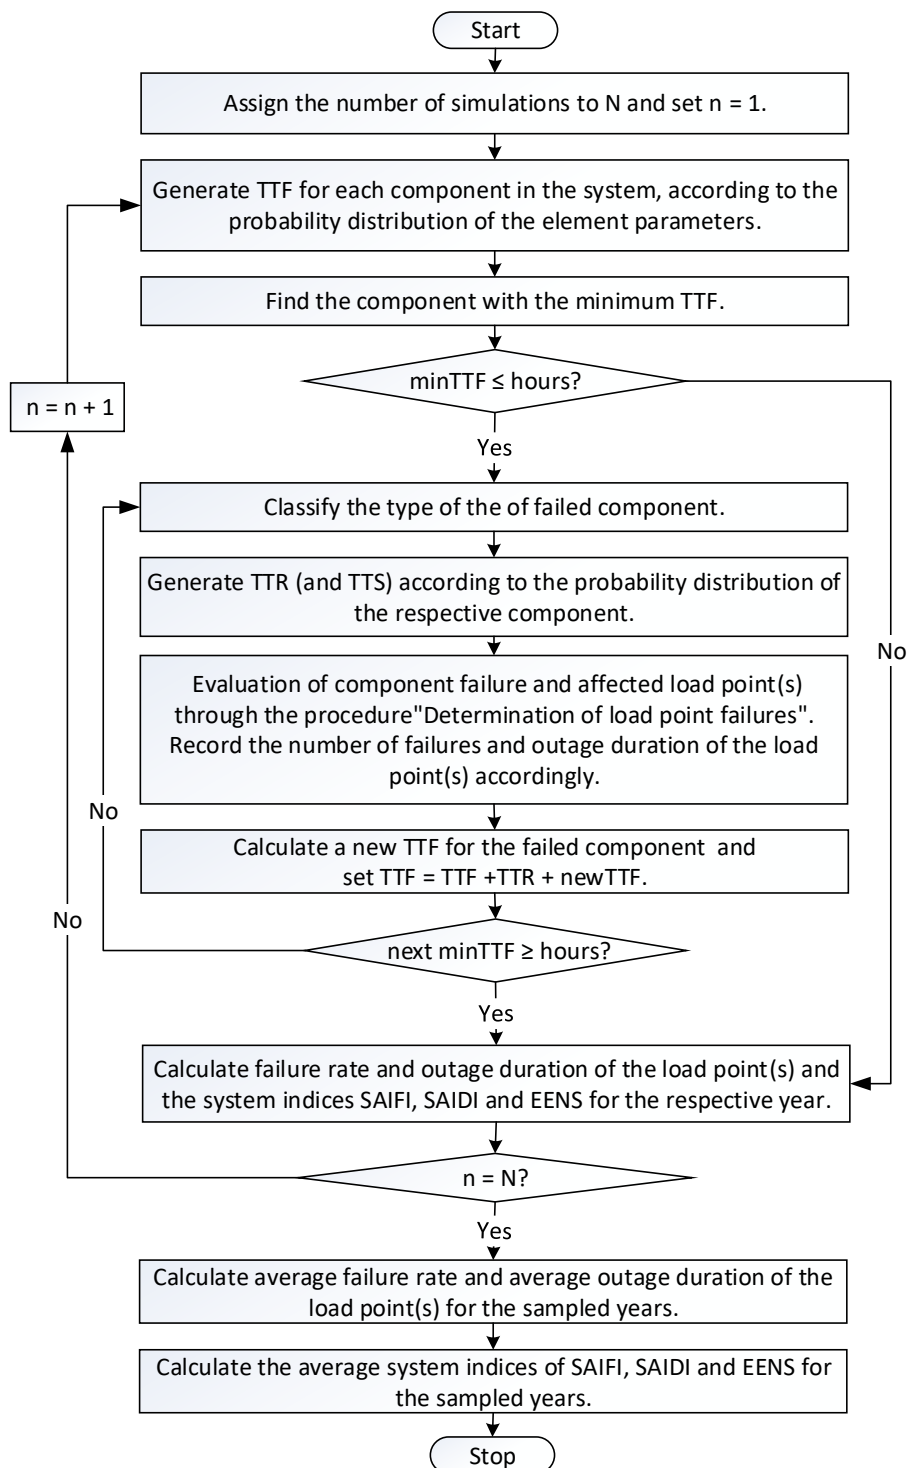 Start
Assign the number of simulations to N and set n = 1.
Generate TTF for each component in the system, according to the
probability distribution of the element parameters.
Find the component with the minimum TTF.
minTTF ≤ hours?
n = n + 1
Yes
Classify the type of the of failed component.
Generate TTR (and TTS) according to the probability distribution of
the respective component.
No
Evaluation of component failure and affected load point(s)
through the procedure"Determination of load point failures".
Record the number of failures and outage duration of the load
point(s) accordingly.
No
Calculate a new TTF for the failed component and
set TTF = TTF +TTR + newTTF.
No
next minTTF ≥ hours?
Yes
Calculate failure rate and outage duration of the load point(s) and
the system indices SAIFI, SAIDI and EENS for the respective year.
n = N?
Yes
Calculate average failure rate and average outage duration of the
load point(s) for the sampled years.
Calculate the average system indices of SAIFI, SAIDI and EENS for
the sampled years.
Stop